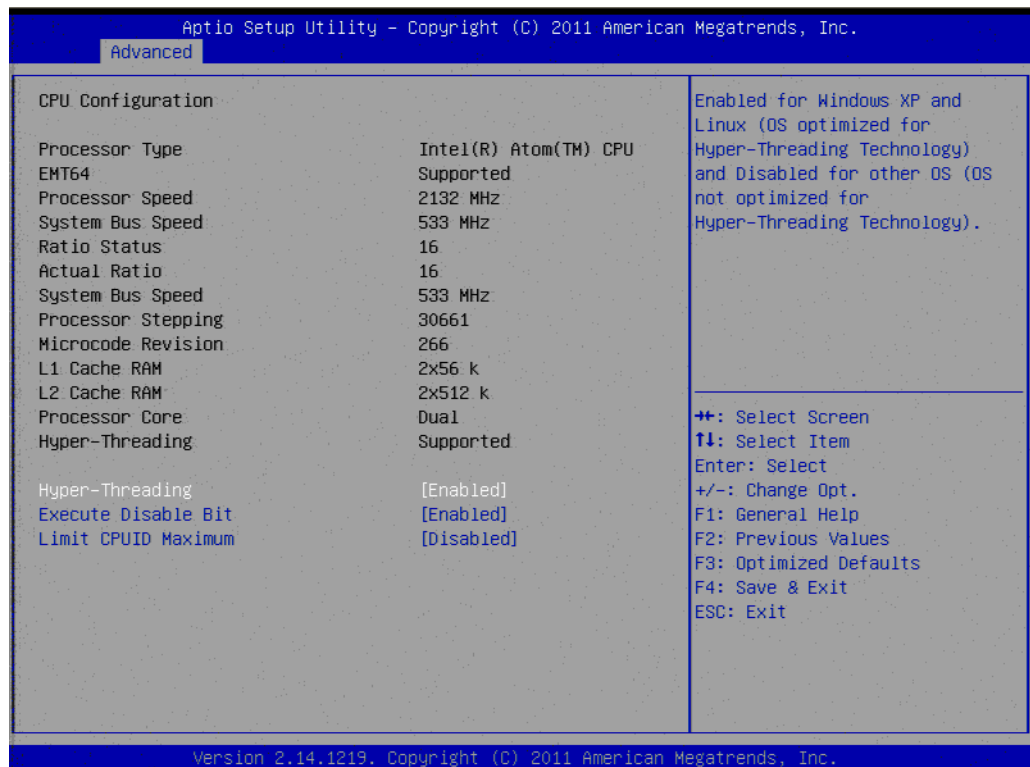 Aptio Setup Utility – Copyright (C) 2011 American Megatrends, Inc.
Advanced
CPU Configuration
Processor Type Intel(R) Atom(TM) CPU
EMT64 Supported
Processor Speed 2132 MHz
System Bus Speed 533 MHz
Ratio Status 16
Actual Ratio 16
System Bus Speed 533 MHz
Processor Stepping 30661
Microcode Revision 266
L1 Cache RAM 2x56 k
L2 Cache RAM 2x512 k
Processor Core Dual
Hyper-Threading Supported
Hyper-Threading [Enabled]
Execute Disable Bit [Enabled]
Limit CPUID Maximum [Disabled]
Enabled for Windows XP and
Linux (OS optimized for
Hyper-Threading Technology)
and Disabled for other OS (OS
not optimized for
Hyper-Threading Technology).
→←: Select Screen
↑↓: Select Item
Enter: Select
+/-: Change Opt.
F1: General Help
F2: Previous Values
F3: Optimized Defaults
F4: Save & Exit
ESC: Exit
Version 2.14.1219. Copyright (C) 2011 American Megatrends, Inc.